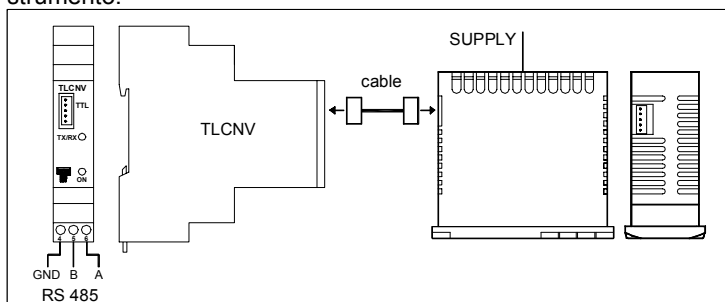 strumento.
SUPPLY
cable
TLCNV
TTL
TX/RX
ON
TLCNV
4 5 6
GND B A
RS 485